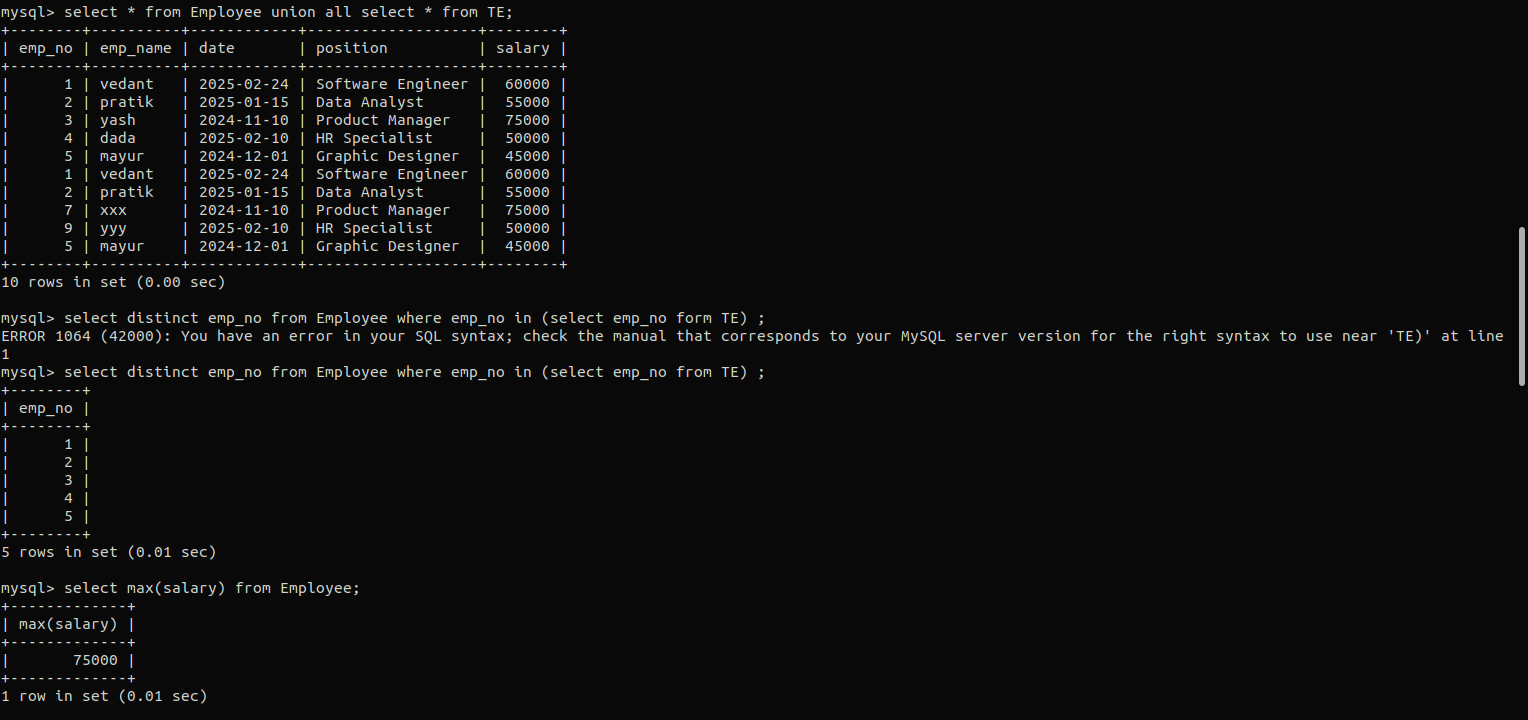 mysql> select * from Employee union all select * from TE;
+--------+----------+------------+-------------------+--------+
| emp_no | emp_name | date       | position          | salary |
+--------+----------+------------+-------------------+--------+
|      1 | vedant   | 2025-02-24 | Software Engineer |  60000 |
|      2 | pratik   | 2025-01-15 | Data Analyst      |  55000 |
|      3 | yash     | 2024-11-10 | Product Manager   |  75000 |
|      4 | dada     | 2025-02-10 | HR Specialist     |  50000 |
|      5 | mayur    | 2024-12-01 | Graphic Designer  |  45000 |
|      1 | vedant   | 2025-02-24 | Software Engineer |  60000 |
|      2 | pratik   | 2025-01-15 | Data Analyst      |  55000 |
|      7 | xxx      | 2024-11-10 | Product Manager   |  75000 |
|      9 | yyy      | 2025-02-10 | HR Specialist     |  50000 |
|      5 | mayur    | 2024-12-01 | Graphic Designer  |  45000 |
+--------+----------+------------+-------------------+--------+
10 rows in set (0.00 sec)

mysql> select distinct emp_no from Employee where emp_no in (select emp_no form TE) ;
ERROR 1064 (42000): You have an error in your SQL syntax; check the manual that corresponds to your MySQL server version for the right syntax to use near 'TE)' at line
1
mysql> select distinct emp_no from Employee where emp_no in (select emp_no from TE) ;
+--------+
| emp_no |
+--------+
|      1 |
|      2 |
|      3 |
|      4 |
|      5 |
+--------+
5 rows in set (0.01 sec)

mysql> select max(salary) from Employee;
+-------------+
| max(salary) |
+-------------+
|       75000 |
+-------------+
1 row in set (0.01 sec)